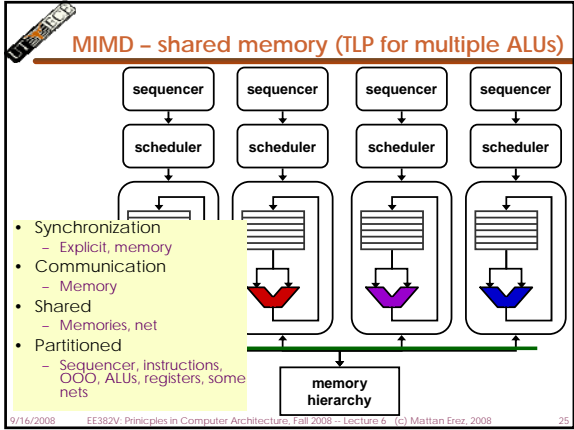 MIMD – shared memory (TLP for multiple ALUs)
sequencer sequencer sequencer sequencer
scheduler scheduler scheduler scheduler
• Synchronization
– Explicit, memory
• Communication
– Memory
• Shared
– Memories, net
• Partitioned
– Sequencer, instructions,
OOO, ALUs, registers, some
nets
memory
hierarchy
9/16/2008 EE382V: Prinicples in Computer Architecture, Fall 2008 -- Lecture 6 (c) Mattan Erez, 2008 25